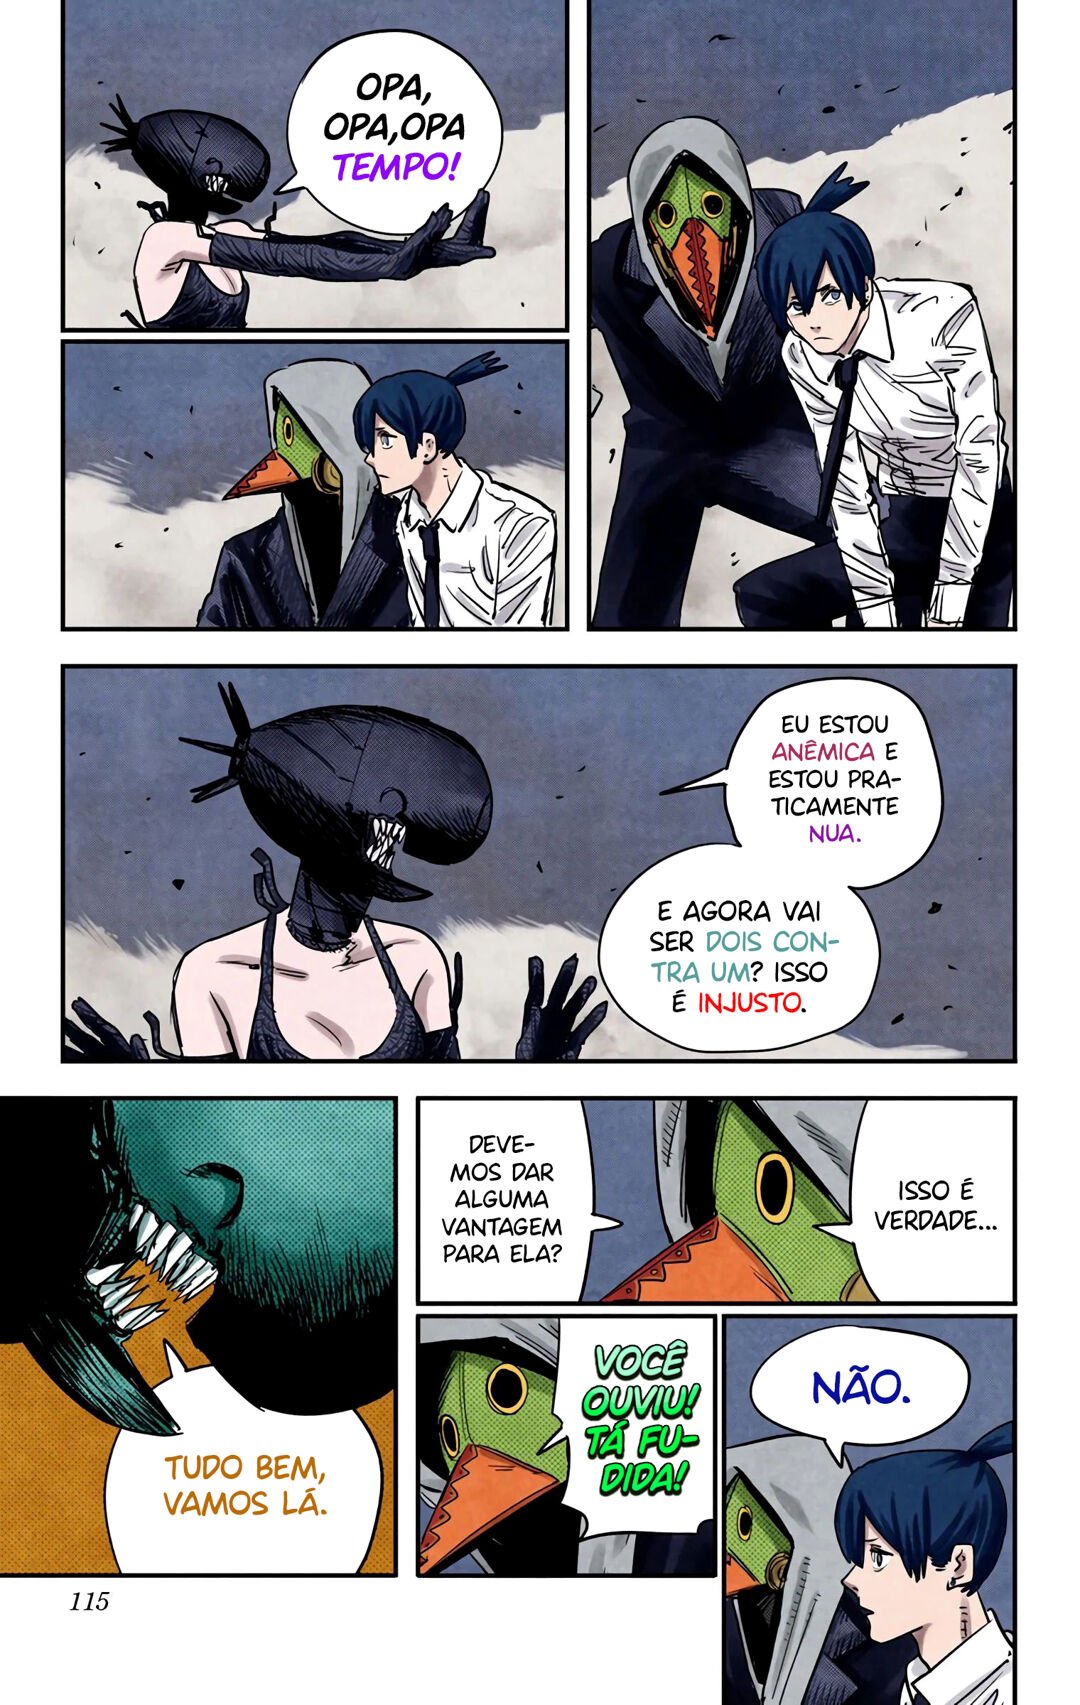 OPA,
OPA,OPA
TEMPO!
EU ESTOU
ANÊMICA E
ESTOU PRA-
TICAMENTE
NUA.
E AGORA VAI
SER DOIS CON-
TRA UM? ISSO
É INJUSTO.
ISSO É
VERDADE...
DEVE-
MOS DAR
ALGUMA
VANTAGEM
PARA ELA?
NÃO.
VOCÊ
OUVIU!
TÁ FU-
DIDA!
TUDO BEM,
VAMOS LÁ.
115